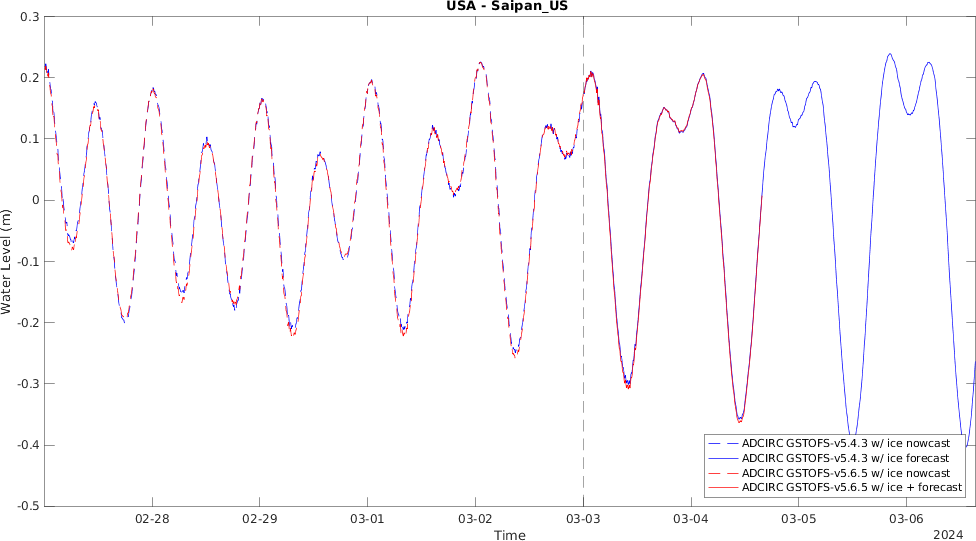 USA - Saipan_US
0.3
0.2
0.1
0
-0.1
-0.2
-0.3
-0.4
-0.5
Water Level (m)
ADCIRC GSTOFS-v5.4.3 w/ ice nowcast
ADCIRC GSTOFS-v5.4.3 w/ ice forecast
ADCIRC GSTOFS-v5.6.5 w/ ice nowcast
ADCIRC GSTOFS-v5.6.5 w/ ice + forecast
02-28 02-29 03-01 03-02 03-03 03-04 03-05 03-06
Time
2024